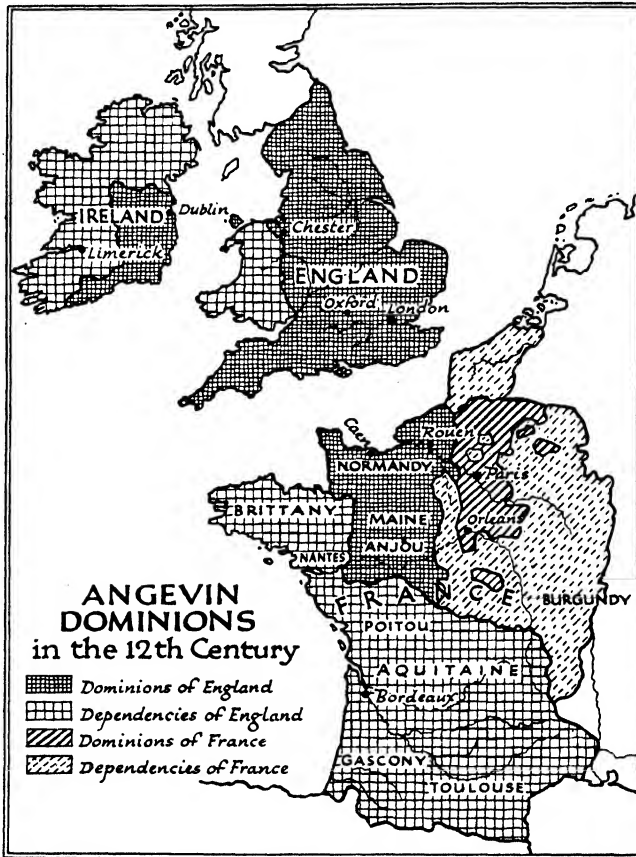 IRELAND
Dublin
Limerick
Chester
ENGLAND
Oxford
London
Caen
Rouen
NORMANDY
Paris
BRITTANY
MAINE
Orleans
ANJOU
NANTES
FRANCE
BURGUNDY
POITOU
AQUITAINE
Bordeaux
GASCONY
TOULOUSE
ANGEVIN
DOMINIONS
in the 12th Century
Dominions of England
Dependencies of England
Dominions of France
Dependencies of France